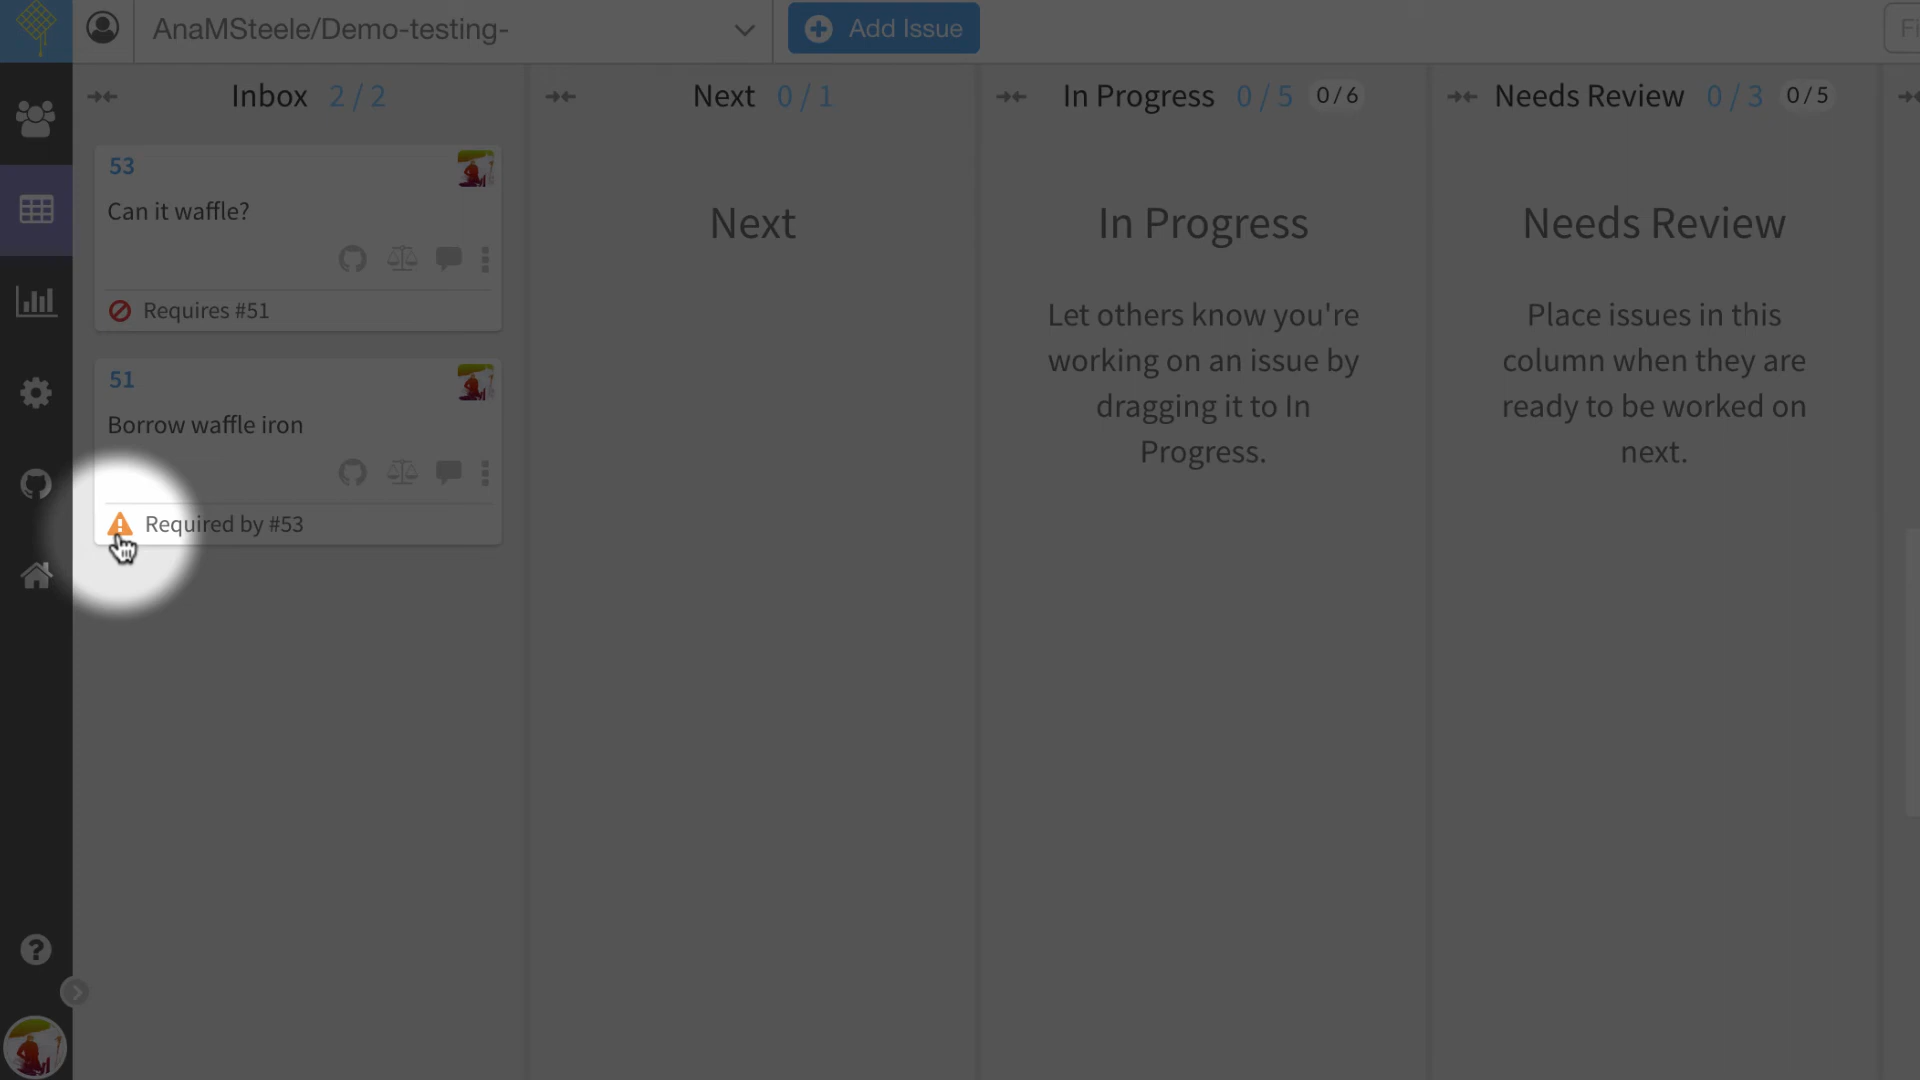 AnaMSteele/Demo-testing-
Add Issue
Inbox 2 / 2
Next 0 / 1
In Progress 0 / 5 0/6
Needs Review 0 / 3 0/5
53
Can it waffle?
Requires #51
51
Borrow waffle iron
Required by #53
Next
In Progress
Let others know you're
working on an issue by
dragging it to In
Progress.
Needs Review
Place issues in this
column when they are
ready to be worked on
next.